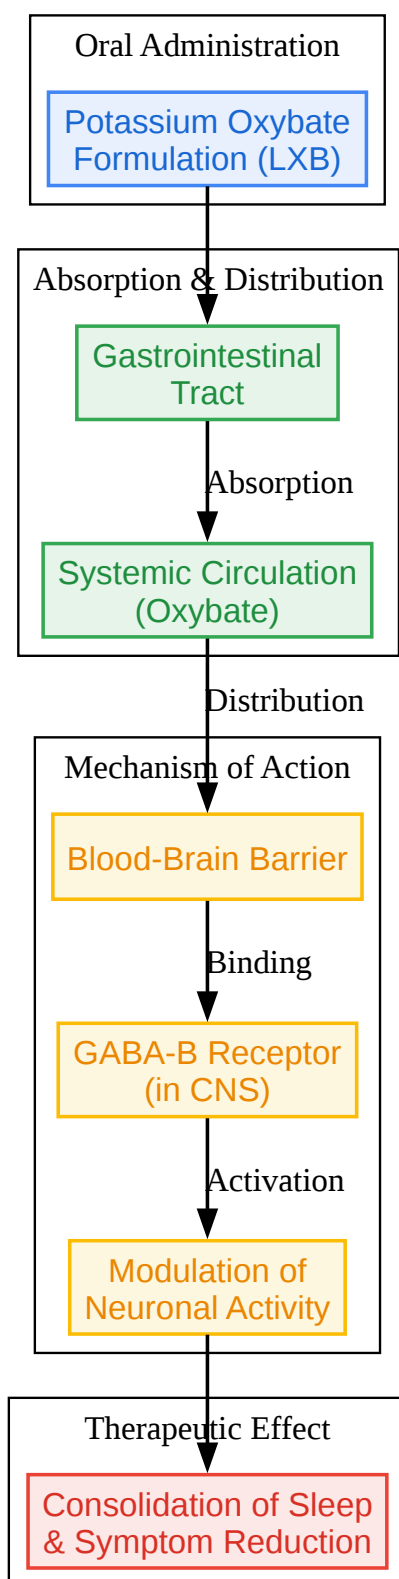 Oral Administration
Potassium Oxybate
Formulation (LXB)
Absorption & Distribution
Gastrointestinal
Tract
Absorption
Systemic Circulation
(Oxybate)
Distribution
Mechanism of Action
Blood-Brain Barrier
Binding
GABA-B Receptor
(in CNS)
Activation
Modulation of
Neuronal Activity
Therapeutic Effect
Consolidation of Sleep
& Symptom Reduction